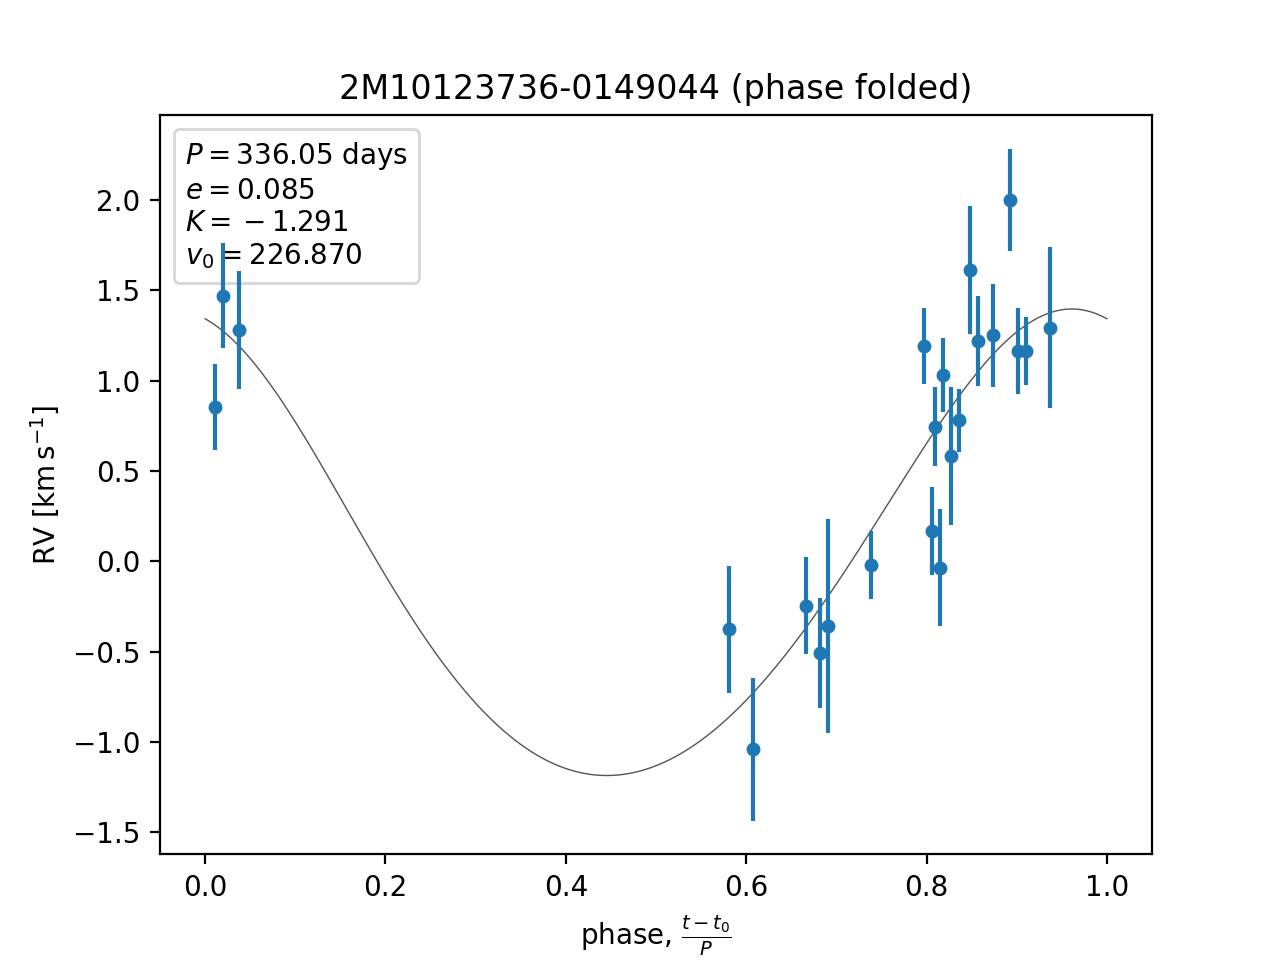 2M10123736-0149044 (phase folded)
P = 336.05 days
e = 0.085
K = −1.291
v₀ = 226.870
2.0
1.5
1.0
0.5
0.0
−0.5
−1.0
−1.5
RV [km s⁻¹]
0.0 0.2 0.4 0.6 0.8 1.0
phase, (t − t₀)/P